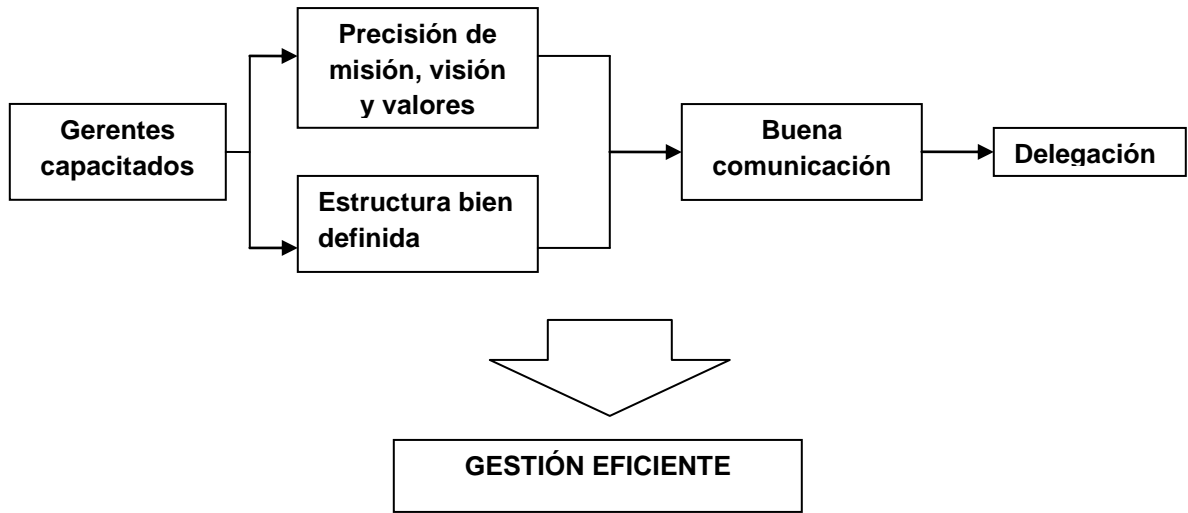 Gerentes
capacitados
Precisión de
misión, visión
y valores
Estructura bien
definida
Buena
comunicación
Delegación
GESTIÓN EFICIENTE